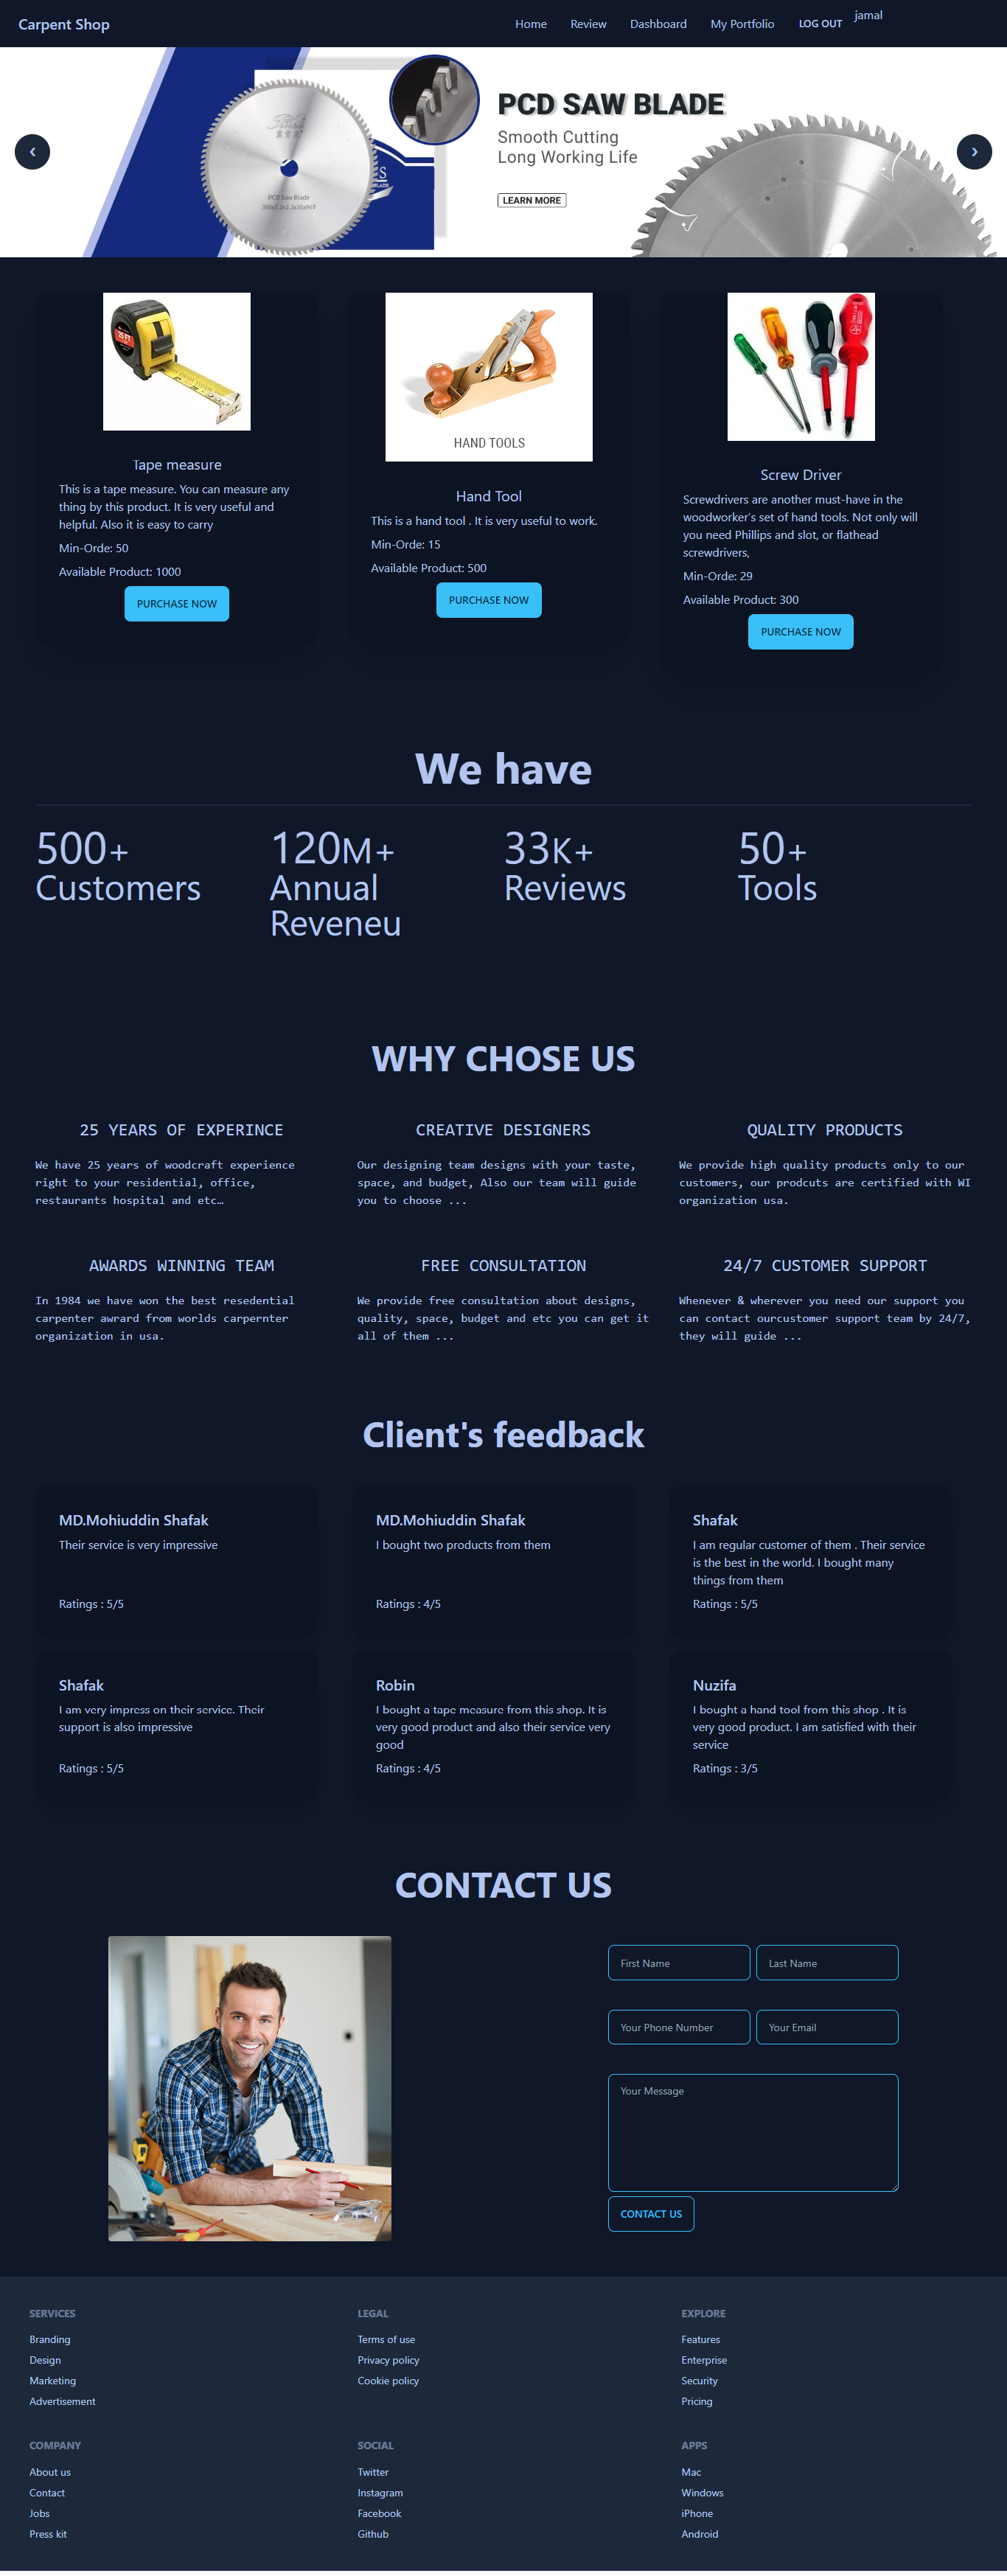 Carpent Shop
Home Review Dashboard My Portfolio LOG OUT jamal
PCD SAW BLADE
Smooth Cutting
Long Working Life
LEARN MORE
PCD Saw Blade
300x3.2x2.2x30x96T
25 FT
HAND TOOLS
Tape measure
This is a tape measure. You can measure any
thing by this product. It is very useful and
helpful. Also it is easy to carry
Min-Orde: 50
Available Product: 1000
PURCHASE NOW
Hand Tool
This is a hand tool . It is very useful to work.
Min-Orde: 15
Available Product: 500
PURCHASE NOW
Screw Driver
Screwdrivers are another must-have in the
woodworker's set of hand tools. Not only will
you need Phillips and slot, or flathead
screwdrivers,
Min-Orde: 29
Available Product: 300
PURCHASE NOW
We have
500+
Customers
120M+
Annual
Reveneu
33K+
Reviews
50+
Tools
WHY CHOSE US
25 YEARS OF EXPERINCE
We have 25 years of woodcraft experience
right to your residential, office,
restaurants hospital and etc…
CREATIVE DESIGNERS
Our designing team designs with your taste,
space, and budget, Also our team will guide
you to choose ...
QUALITY PRODUCTS
We provide high quality products only to our
customers, our prodcuts are certified with WI
organization usa.
AWARDS WINNING TEAM
In 1984 we have won the best resedential
carpenter awrard from worlds carpernter
organization in usa.
FREE CONSULTATION
We provide free consultation about designs,
quality, space, budget and etc you can get it
all of them ...
24/7 CUSTOMER SUPPORT
Whenever & wherever you need our support you
can contact ourcustomer support team by 24/7,
they will guide ...
Client's feedback
MD.Mohiuddin Shafak
Their service is very impressive
Ratings : 5/5
MD.Mohiuddin Shafak
I bought two products from them
Ratings : 4/5
Shafak
I am regular customer of them . Their service
is the best in the world. I bought many
things from them
Ratings : 5/5
Shafak
I am very impress on their service. Their
support is also impressive
Ratings : 5/5
Robin
I bought a tape measure from this shop. It is
very good product and also their service very
good
Ratings : 4/5
Nuzifa
I bought a hand tool from this shop . It is
very good product. I am satisfied with their
service
Ratings : 3/5
CONTACT US
First Name Last Name
Your Phone Number Your Email
Your Message
CONTACT US
SERVICES
Branding
Design
Marketing
Advertisement
LEGAL
Terms of use
Privacy policy
Cookie policy
EXPLORE
Features
Enterprise
Security
Pricing
COMPANY
About us
Contact
Jobs
Press kit
SOCIAL
Twitter
Instagram
Facebook
Github
APPS
Mac
Windows
iPhone
Android